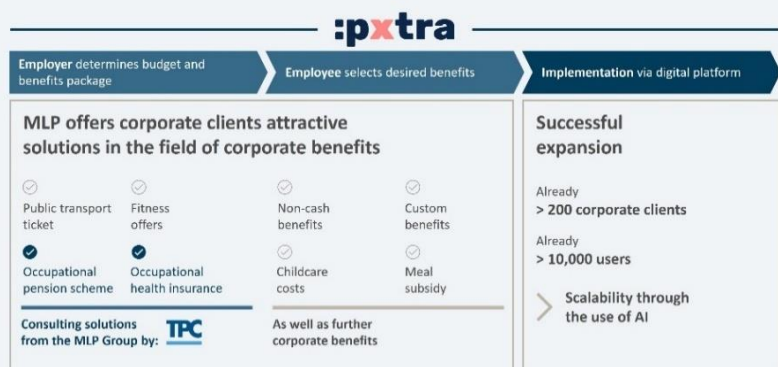 :pxtra
Employer determines budget and
benefits package
Employee selects desired benefits
Implementation via digital platform
MLP offers corporate clients attractive
solutions in the field of corporate benefits
Public transport
ticket
Fitness
offers
Non-cash
benefits
Custom
benefits
Occupational
pension scheme
Occupational
health insurance
Childcare
costs
Meal
subsidy
Consulting solutions
from the MLP Group by:
TPC
As well as further
corporate benefits
Successful
expansion
Already
> 200 corporate clients
Already
> 10,000 users
Scalability through
the use of AI